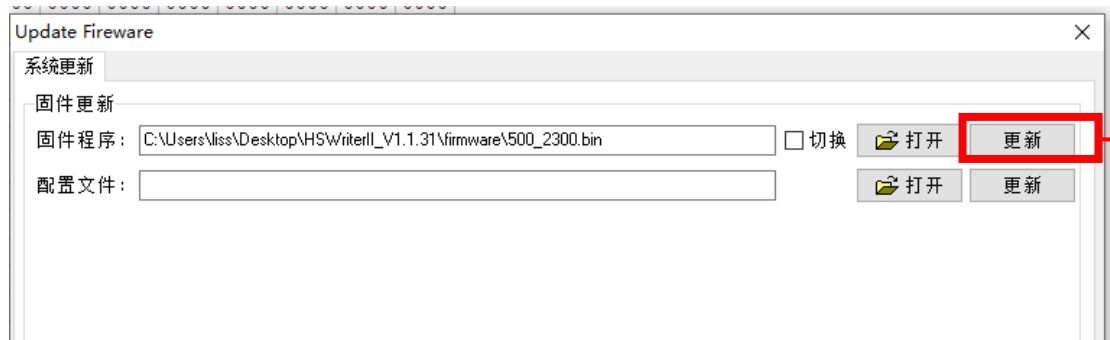 Update Fireware
系统更新
固件更新
固件程序： C:\Users\liss\Desktop\HSWriterII_V1.1.31\firmware\500_2300.bin 切换 打开 更新
配置文件： 打开 更新